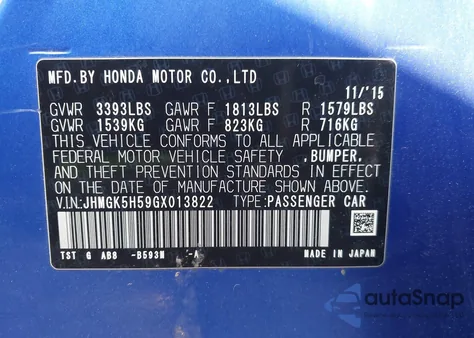 MFD.BY HONDA MOTOR CO.,LTD
11/'15
GVWR 3393LBS GAWR F 1813LBS R 1579LBS
GVWR 1539KG GAWR F 823KG R 716KG
THIS VEHICLE CONFORMS TO ALL APPLICABLE
FEDERAL MOTOR VEHICLE SAFETY ,BUMPER,
AND THEFT PREVENTION STANDARDS IN EFFECT ON THE
DATE OF MANUFACTURE SHOWN ABOVE.
V.I.N:JHMGK5H59GX013822 TYPE:PASSENGER CAR
TST G AB8 -B593M -A MADE IN JAPAN
autoSnap